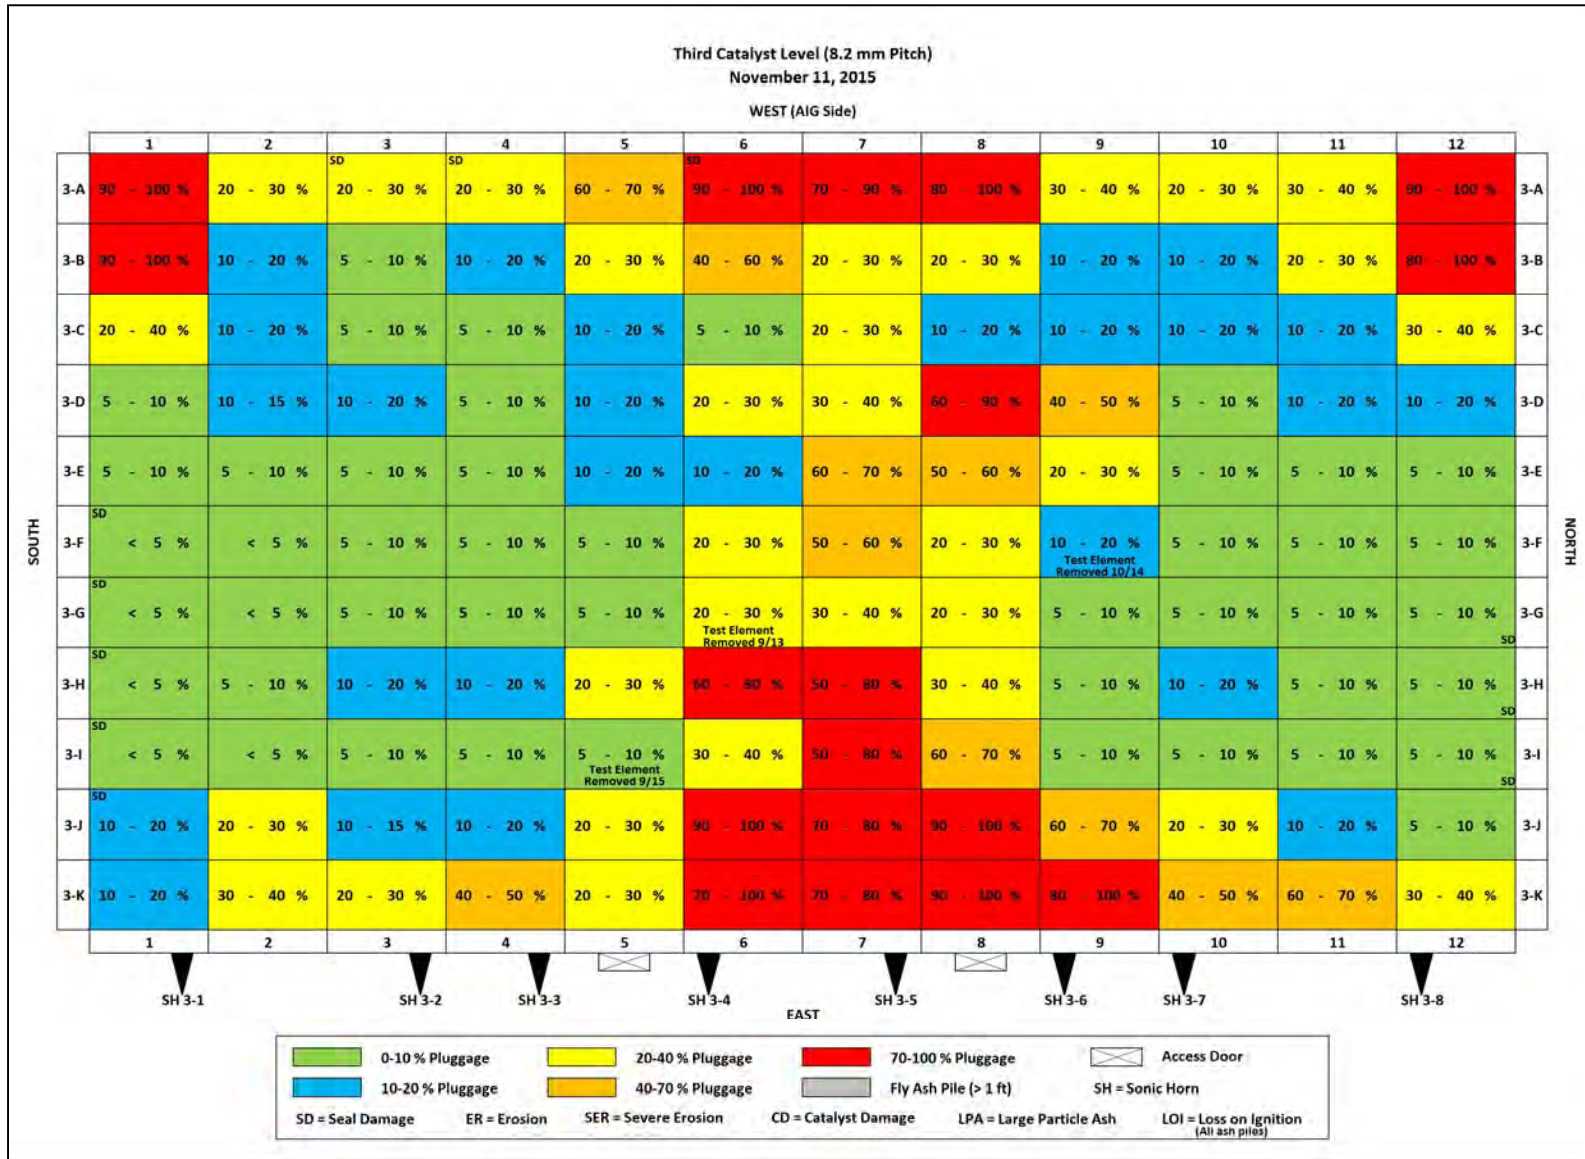 Third Catalyst Level (8.2 mm Pitch)
November 11, 2015
WEST (AIG Side)
1 2 3 4 5 6 7 8 9 10 11 12
SD SD SD
3-A 90 - 100 % 20 - 30 % 20 - 30 % 20 - 30 % 60 - 70 % 90 - 100 % 70 - 90 % 80 - 100 % 30 - 40 % 20 - 30 % 30 - 40 % 90 - 100 % 3-A
3-B 90 - 100 % 10 - 20 % 5 - 10 % 10 - 20 % 20 - 30 % 40 - 60 % 20 - 30 % 20 - 30 % 10 - 20 % 10 - 20 % 20 - 30 % 80 - 100 % 3-B
3-C 20 - 40 % 10 - 20 % 5 - 10 % 5 - 10 % 10 - 20 % 5 - 10 % 20 - 30 % 10 - 20 % 10 - 20 % 10 - 20 % 10 - 20 % 30 - 40 % 3-C
3-D 5 - 10 % 10 - 15 % 10 - 20 % 5 - 10 % 10 - 20 % 20 - 30 % 30 - 40 % 60 - 90 % 40 - 50 % 5 - 10 % 10 - 20 % 10 - 20 % 3-D
3-E 5 - 10 % 5 - 10 % 5 - 10 % 5 - 10 % 10 - 20 % 10 - 20 % 60 - 70 % 50 - 60 % 20 - 30 % 5 - 10 % 5 - 10 % 5 - 10 % 3-E
SD
3-F < 5 % < 5 % 5 - 10 % 5 - 10 % 5 - 10 % 20 - 30 % 50 - 60 % 20 - 30 % 10 - 20 % 5 - 10 % 5 - 10 % 5 - 10 % 3-F
Test Element
Removed 10/14
SOUTH
NORTH
SD
3-G < 5 % < 5 % 5 - 10 % 5 - 10 % 5 - 10 % 20 - 30 % 30 - 40 % 20 - 30 % 5 - 10 % 5 - 10 % 5 - 10 % 5 - 10 % 3-G
Test Element
Removed 9/13
SD
SD
3-H < 5 % 5 - 10 % 10 - 20 % 10 - 20 % 20 - 30 % 60 - 80 % 50 - 80 % 30 - 40 % 5 - 10 % 10 - 20 % 5 - 10 % 5 - 10 % 3-H
SD
SD
3-I < 5 % < 5 % 5 - 10 % 5 - 10 % 5 - 10 % 30 - 40 % 50 - 80 % 60 - 70 % 5 - 10 % 5 - 10 % 5 - 10 % 5 - 10 % 3-I
Test Element
Removed 9/15
SD
SD
3-J 10 - 20 % 20 - 30 % 10 - 15 % 10 - 20 % 20 - 30 % 90 - 100 % 70 - 80 % 90 - 100 % 60 - 70 % 20 - 30 % 10 - 20 % 5 - 10 % 3-J
3-K 10 - 20 % 30 - 40 % 20 - 30 % 40 - 50 % 20 - 30 % 70 - 100 % 70 - 80 % 90 - 100 % 80 - 100 % 40 - 50 % 60 - 70 % 30 - 40 % 3-K
1 2 3 4 5 6 7 8 9 10 11 12
SH 3-1 SH 3-2 SH 3-3 SH 3-4 SH 3-5 SH 3-6 SH 3-7 SH 3-8
EAST
0-10 % Pluggage 20-40 % Pluggage 70-100 % Pluggage Access Door
10-20 % Pluggage 40-70 % Pluggage Fly Ash Pile (> 1 ft) SH = Sonic Horn
SD = Seal Damage ER = Erosion SER = Severe Erosion CD = Catalyst Damage LPA = Large Particle Ash LOI = Loss on Ignition
(All ash piles)